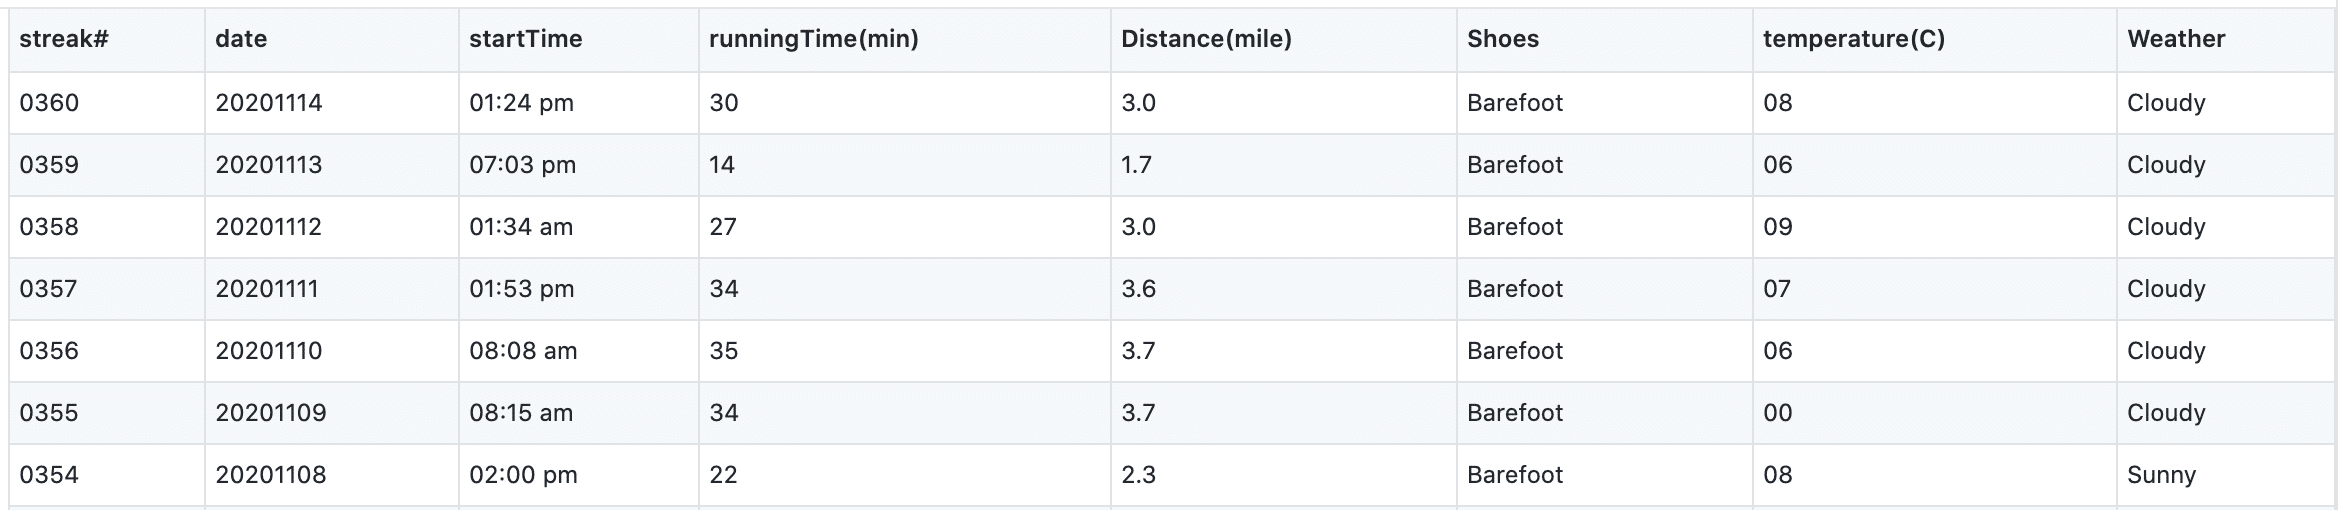 streak# date startTime runningTime(min) Distance(mile) Shoes temperature(C) Weather
0360 20201114 01:24 pm 30 3.0 Barefoot 08 Cloudy
0359 20201113 07:03 pm 14 1.7 Barefoot 06 Cloudy
0358 20201112 01:34 am 27 3.0 Barefoot 09 Cloudy
0357 20201111 01:53 pm 34 3.6 Barefoot 07 Cloudy
0356 20201110 08:08 am 35 3.7 Barefoot 06 Cloudy
0355 20201109 08:15 am 34 3.7 Barefoot 00 Cloudy
0354 20201108 02:00 pm 22 2.3 Barefoot 08 Sunny